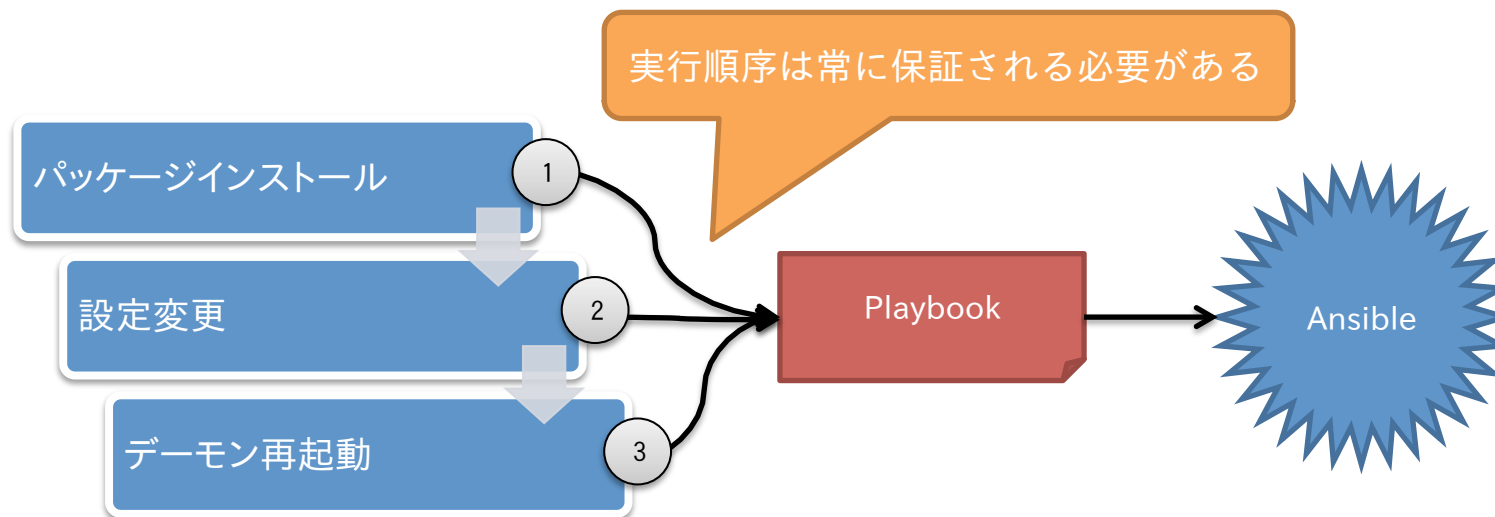 実行順序は常に保証される必要がある
パッケージインストール
1
設定変更
2
デーモン再起動
3
Playbook
Ansible